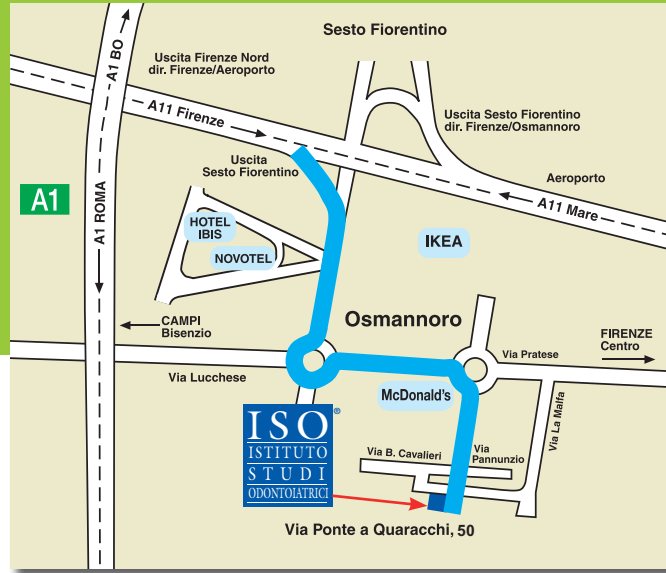 Sesto Fiorentino
A1 BO
Uscita Firenze Nord
dir. Firenze/Aeroporto
A11 Firenze
Uscita Sesto Fiorentino
dir. Firenze/Osmannoro
Uscita
Sesto Fiorentino
Aeroporto
A1
A1 ROMA
A11 Mare
HOTEL
IBIS
NOVOTEL
IKEA
CAMPI
Bisenzio
Osmannoro
FIRENZE
Centro
Via Pratese
Via Lucchese
McDonald's
Via La Malfa
ISO®
ISTITUTO
STUDI
ODONTOIATRICI
Via B. Cavalieri
Via
Pannunzio
Via Ponte a Quaracchi, 50